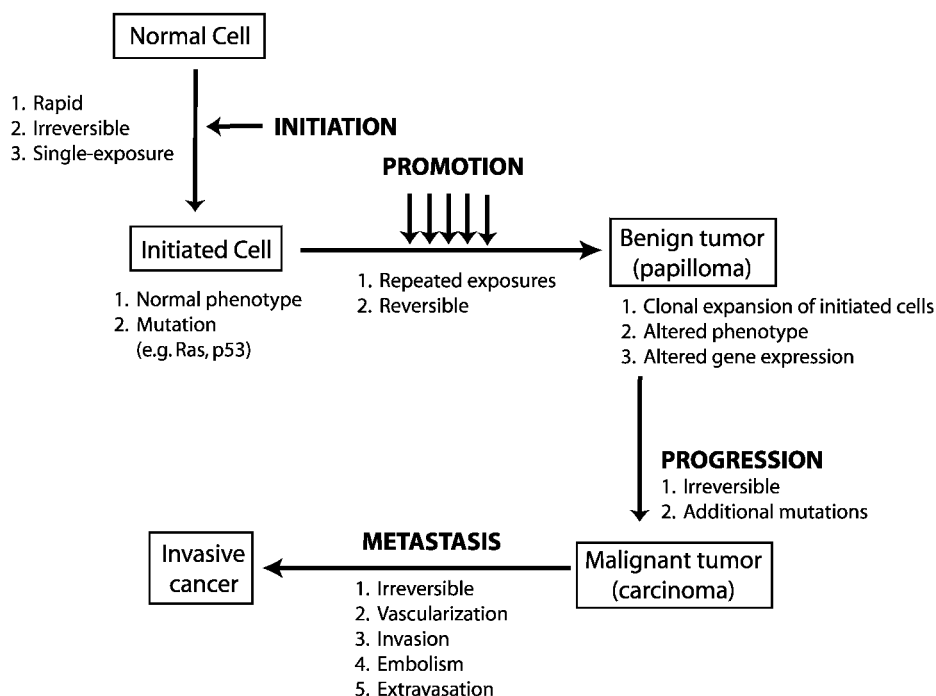 Normal Cell
1. Rapid
2. Irreversible
3. Single-exposure
INITIATION
PROMOTION
Initiated Cell
1. Normal phenotype
2. Mutation
(e.g. Ras, p53)
1. Repeated exposures
2. Reversible
Benign tumor
(papilloma)
1. Clonal expansion of initiated cells
2. Altered phenotype
3. Altered gene expression
PROGRESSION
1. Irreversible
2. Additional mutations
Malignant tumor
(carcinoma)
METASTASIS
1. Irreversible
2. Vascularization
3. Invasion
4. Embolism
5. Extravasation
Invasive
cancer